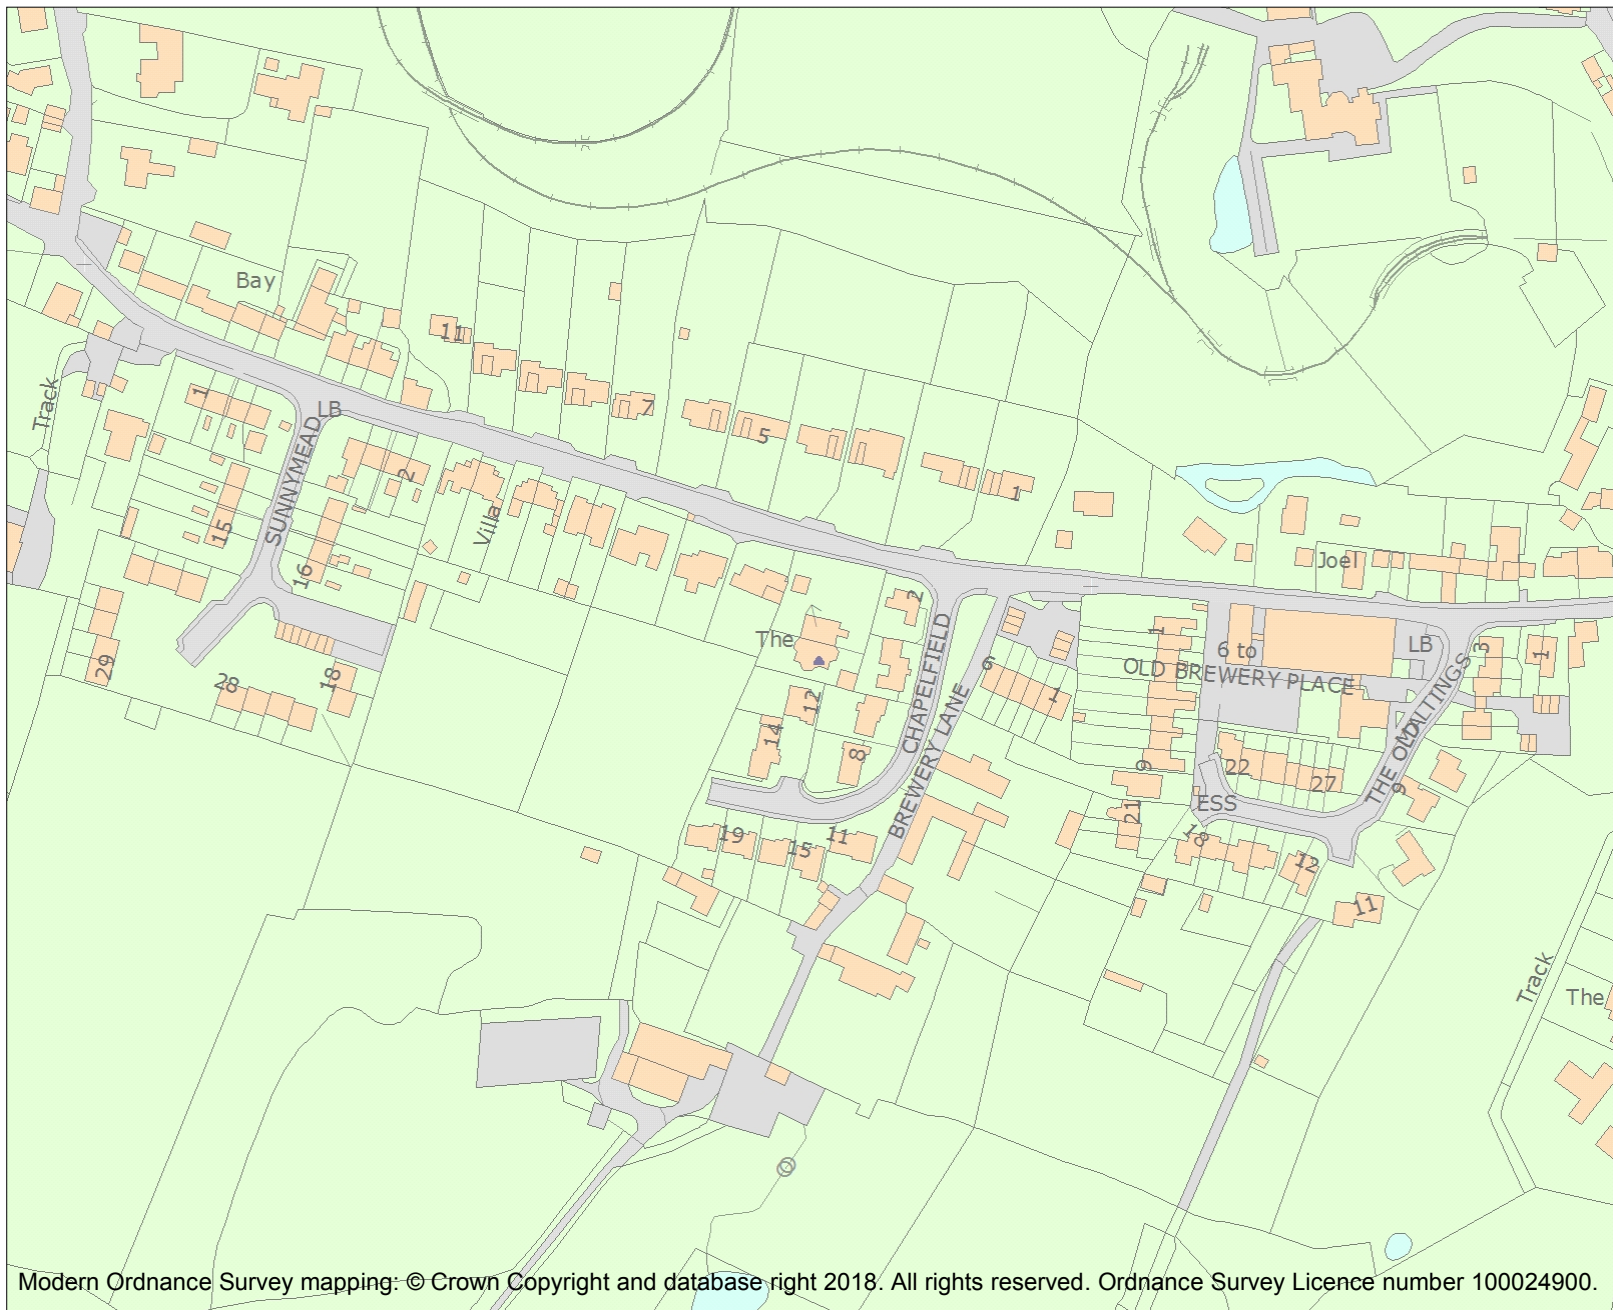 Bay
11
Track
1
LB
7
5
SUNNYMEAD
2
1
Villa
15
16
Joel
2
The
CHAPELFIELD
1
6 to
LB
3
1
29
28
18
6
1
OLD BREWERY PLACE
12
14
8
BREWERY LANE
THE OLD MALTINGS
9
22
27
9
ESS
21
19
15
11
18
12
11
Track
The
Modern Ordnance Survey mapping: © Crown Copyright and database right 2018. All rights reserved. Ordnance Survey Licence number 100024900.